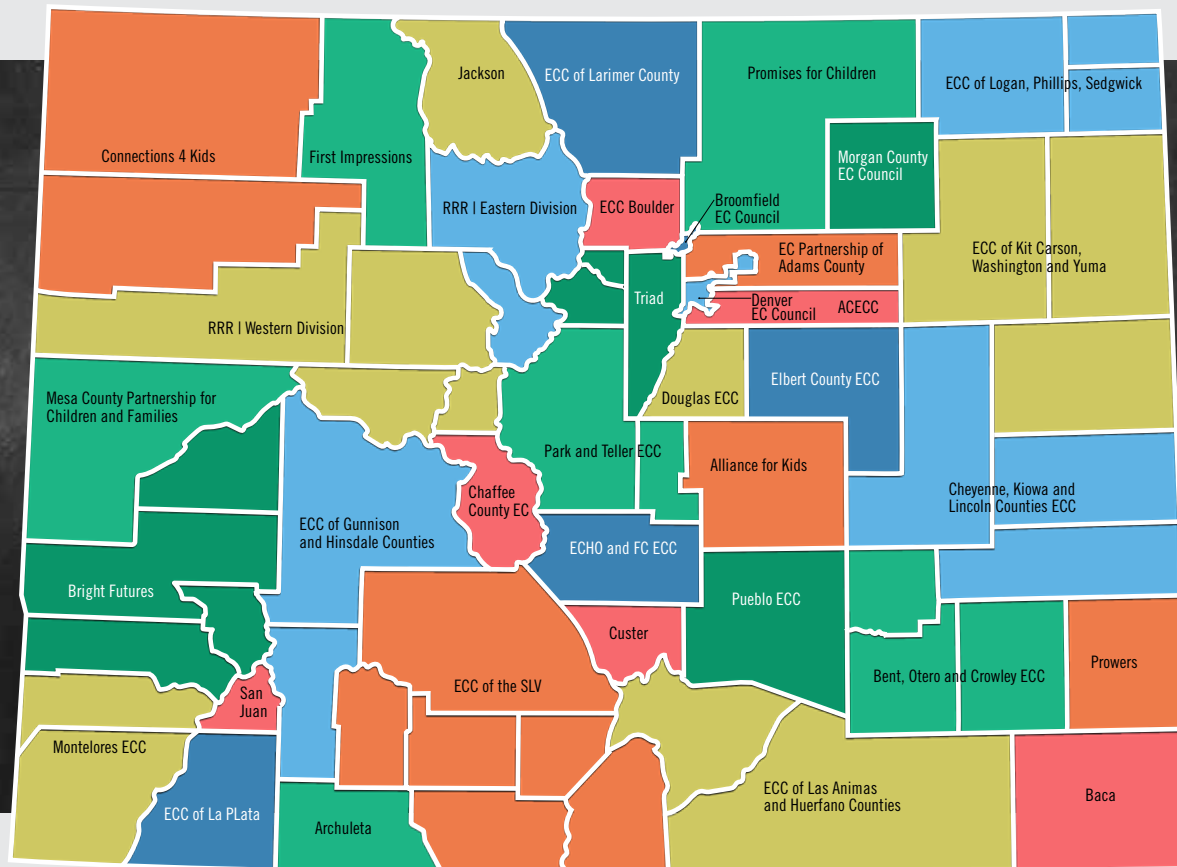 Jackson
ECC of Larimer County
Promises for Children
ECC of Logan, Phillips, Sedgwick
Connections 4 Kids
First Impressions
Morgan County
EC Council
RRR | Eastern Division
ECC Boulder
Broomfield
EC Council
EC Partnership of
Adams County
ECC of Kit Carson,
Washington and Yuma
RRR | Western Division
Triad
Denver
EC Council
ACECC
Mesa County Partnership for
Children and Families
Douglas ECC
Elbert County ECC
Park and Teller ECC
Alliance for Kids
Chaffee
County EC
Cheyenne, Kiowa and
Lincoln Counties ECC
ECC of Gunnison
and Hinsdale Counties
ECHO and FC ECC
Bright Futures
Pueblo ECC
Custer
Prowers
ECC of the SLV
Bent, Otero and Crowley ECC
San
Juan
Montelores ECC
ECC of La PLata
Archuleta
ECC of Las Animas
and Huerfano Counties
Baca